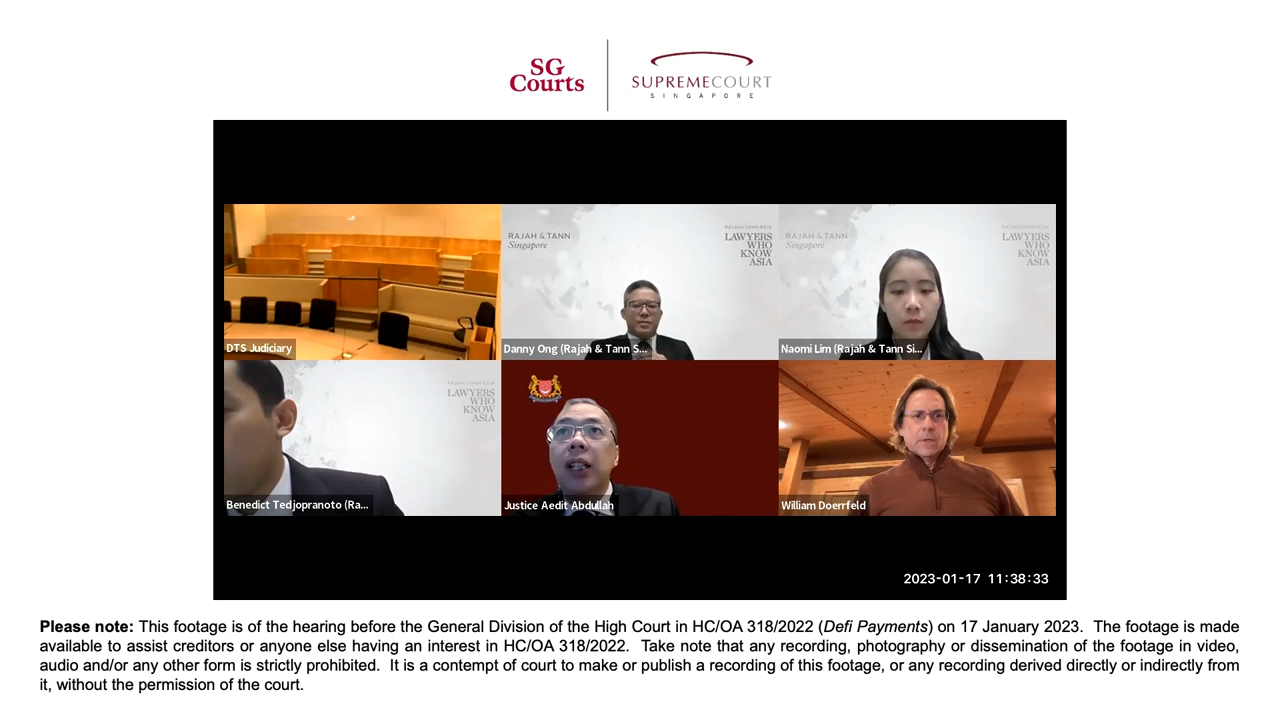 SG
Courts
SUPREMECOURT
SINGAPORE
RAJAH & TANN
Singapore
LAWYERS
WHO
KNOW
ASIA
RAJAH & TANN
Singapore
LAWYERS
WHO
KNOW
ASIA
DTS Judiciary
Danny Ong (Rajah & Tann S...
Naomi Lim (Rajah & Tann Si...
LAWYERS
WHO
KNOW
ASIA
Benedict Tedjopranoto (Ra...
Justice Aedit Abdullah
William Doerrfeld
2023-01-17 11:38:33
Please note: This footage is of the hearing before the General Division of the High Court in HC/OA 318/2022 (Defi Payments) on 17 January 2023. The footage is made
available to assist creditors or anyone else having an interest in HC/OA 318/2022. Take note that any recording, photography or dissemination of the footage in video,
audio and/or any other form is strictly prohibited. It is a contempt of court to make or publish a recording of this footage, or any recording derived directly or indirectly from
it, without the permission of the court.